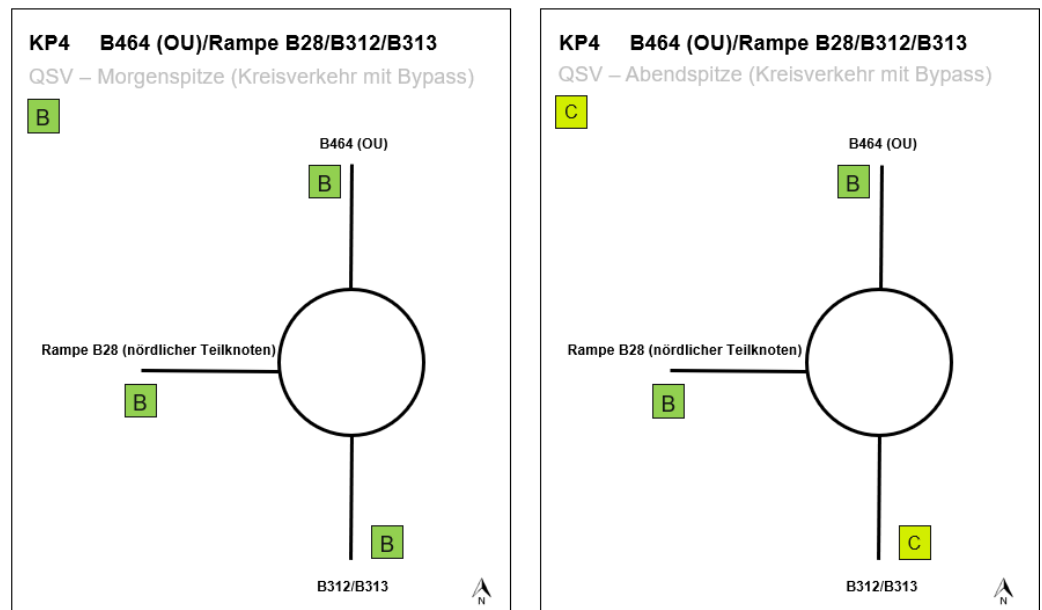 KP4 B464 (OU)/Rampe B28/B312/B313
QSV – Morgenspitze (Kreisverkehr mit Bypass)
B
B464 (OU)
B
Rampe B28 (nördlicher Teilknoten)
B
B
B312/B313
N
KP4 B464 (OU)/Rampe B28/B312/B313
QSV – Abendspitze (Kreisverkehr mit Bypass)
C
B464 (OU)
B
Rampe B28 (nördlicher Teilknoten)
B
C
B312/B313
N